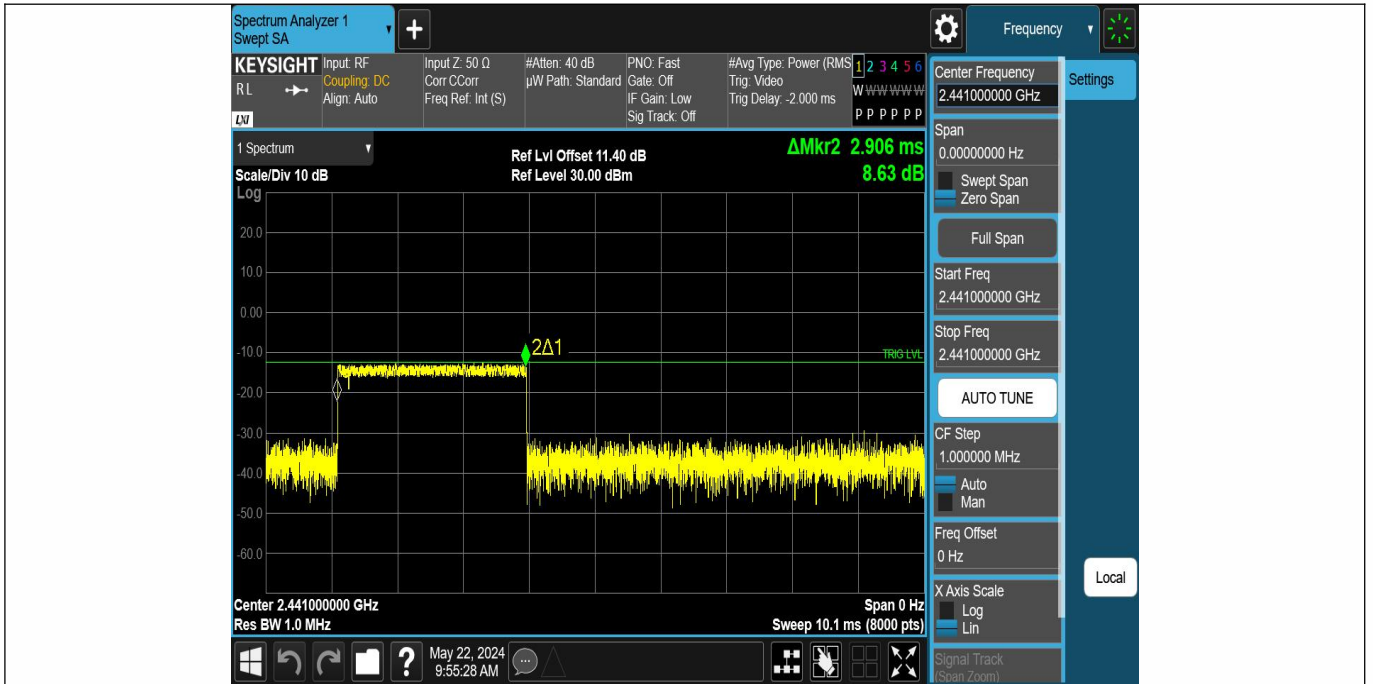 Spectrum Analyzer 1
Swept SA
+
Frequency
KEYSIGHT
RL
LXI
Input: RF
Coupling: DC
Align: Auto
Input Z: 50 Ω
Corr CCorr
Freq Ref: Int (S)
#Atten: 40 dB
µW Path: Standard
PNO: Fast
Gate: Off
IF Gain: Low
Sig Track: Off
#Avg Type: Power (RMS
Trig: Video
Trig Delay: -2.000 ms
1 2 3 4 5 6
W W W W W W
P P P P P P
1 Spectrum
Scale/Div 10 dB
Ref Lvl Offset 11.40 dB
Ref Level 30.00 dBm
ΔMkr2 2.906 ms
8.63 dB
Log
20.0
10.0
0.00
-10.0
-20.0
-30.0
-40.0
-50.0
-60.0
2Δ1
TRIG LVL
Center 2.441000000 GHz
Res BW 1.0 MHz
Span 0 Hz
Sweep 10.1 ms (8000 pts)
Center Frequency
2.441000000 GHz
Settings
Span
0.00000000 Hz
Swept Span
Zero Span
Full Span
Start Freq
2.441000000 GHz
Stop Freq
2.441000000 GHz
AUTO TUNE
CF Step
1.000000 MHz
Auto
Man
Freq Offset
0 Hz
X Axis Scale
Log
Lin
Signal Track
(Span Zoom)
Local
?
May 22, 2024
9:55:28 AM